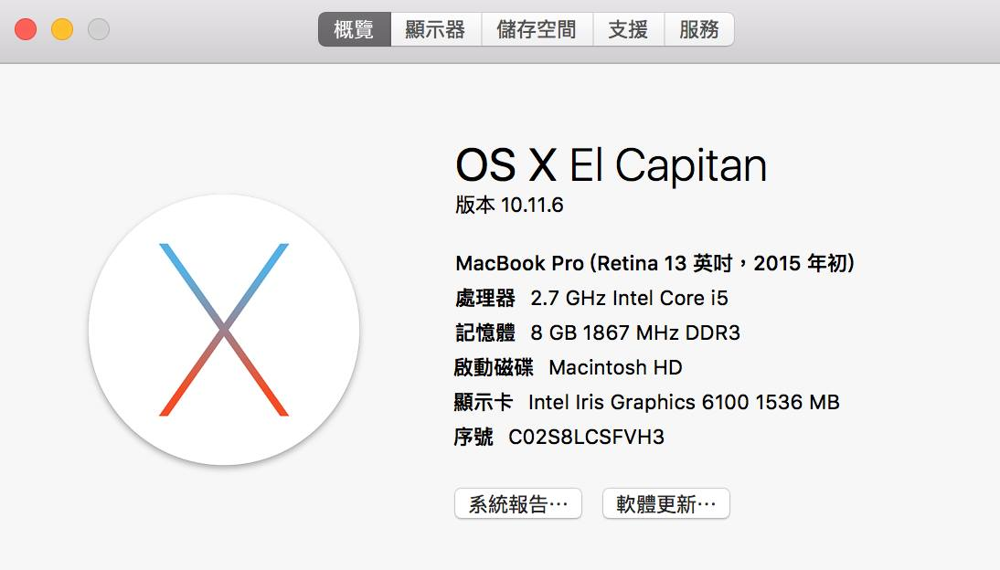 概覽 顯示器 儲存空間 支援 服務
OS X El Capitan
版本 10.11.6
MacBook Pro (Retina 13 英吋，2015 年初)
處理器 2.7 GHz Intel Core i5
記憶體 8 GB 1867 MHz DDR3
啟動磁碟 Macintosh HD
顯示卡 Intel Iris Graphics 6100 1536 MB
序號 C02S8LCSFVH3
系統報告⋯ 軟體更新⋯